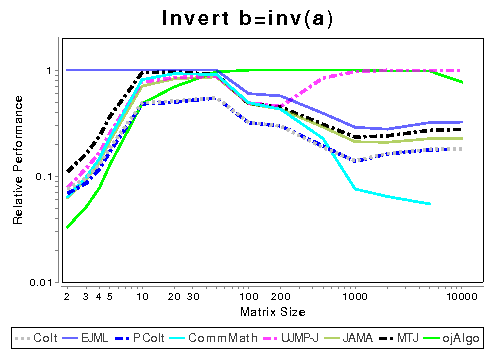 Invert b=inv(a)
1
0.1
0.01
Relative Performance
2 3 4 5 10 20 30 100 200 1000 10000
Matrix Size
Colt EJML PColt CommMath UJMP-J JAMA MTJ ojAlgo